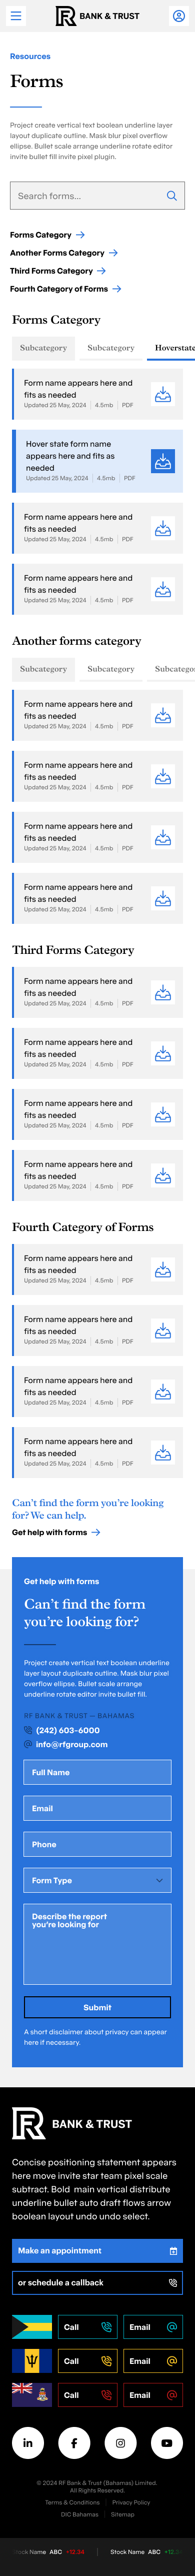 BANK & TRUST
Resources
Forms
Project create variation text boolean underline layer
layout duplicate outline. Mask blur pixel overflow
ellipse. Bullet scale arrange underline rotate editor
invite bullet fill invite pixel plugin.
Search forms...
Forms Category
Another Forms Category
Third Forms Category
Fourth Category of Forms
Forms Category
Subcategory Subcategory Hoverstate
Form name appears here and
fits as needed
Updated 25 May, 2024 4.5mb PDF
Hover state form name
appears here and fits as
needed
Updated 25 May, 2024 4.5mb PDF
Form name appears here and
fits as needed
Updated 25 May, 2024 4.5mb PDF
Form name appears here and
fits as needed
Updated 25 May, 2024 4.5mb PDF
Another forms category
Subcategory Subcategory Subcatego
Form name appears here and
fits as needed
Updated 25 May, 2024 4.5mb PDF
Form name appears here and
fits as needed
Updated 25 May, 2024 4.5mb PDF
Form name appears here and
fits as needed
Updated 25 May, 2024 4.5mb PDF
Form name appears here and
fits as needed
Updated 25 May, 2024 4.5mb PDF
Third Forms Category
Form name appears here and
fits as needed
Updated 25 May, 2024 4.5mb PDF
Form name appears here and
fits as needed
Updated 25 May, 2024 4.5mb PDF
Form name appears here and
fits as needed
Updated 25 May, 2024 4.5mb PDF
Form name appears here and
fits as needed
Updated 25 May, 2024 4.5mb PDF
Fourth Category of Forms
Form name appears here and
fits as needed
Updated 25 May, 2024 4.5mb PDF
Form name appears here and
fits as needed
Updated 25 May, 2024 4.5mb PDF
Form name appears here and
fits as needed
Updated 25 May, 2024 4.5mb PDF
Form name appears here and
fits as needed
Updated 25 May, 2024 4.5mb PDF
Can't find the form you're looking
for? We can help.
Get help with forms
Get help with forms
Can't find the form
you're looking for?
Project create variation text boolean underline
layer layout duplicate outline. Mask blur pixel
overflow ellipse. Bullet scale arrange
underline rotate editor invite bullet fill.
RF BANK & TRUST — BAHAMAS
(242) 603-6000
info@rfgroup.com
Full Name
Email
Phone
Form Type
Describe the report
you're looking for
Submit
A short disclaimer about privacy can appear
here if necessary.
BANK & TRUST
Concise positioning statement appears
here more invite star team pixel scale
subtract. Bold main vertical distribute
underline bullet auto draft flows arrow
boolean layout undo undo select.
Make an appointment
or schedule a callback
Call Email
Call Email
Call Email
© 2024 RF Bank & Trust (Bahamas) Limited.
All Rights Reserved.
Terms & Conditions Privacy Policy
DIC Bahamas Sitemap
Stock Name ABC +12.34 Stock Name ABC